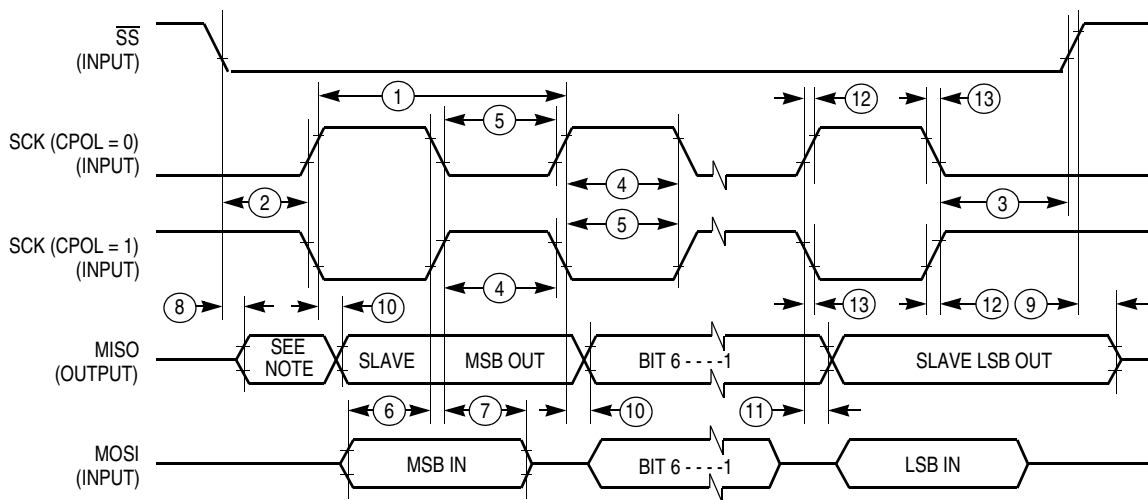 SS
(INPUT)
1
12
13
5
SCK (CPOL = 0)
(INPUT)
4
2
3
5
SCK (CPOL = 1)
(INPUT)
4
8
10
13
12
9
MISO
(OUTPUT)
SEE
NOTE
SLAVE
MSB OUT
BIT 6 - - - -1
SLAVE LSB OUT
6
7
10
11
MOSI
(INPUT)
MSB IN
BIT 6 - - - -1
LSB IN